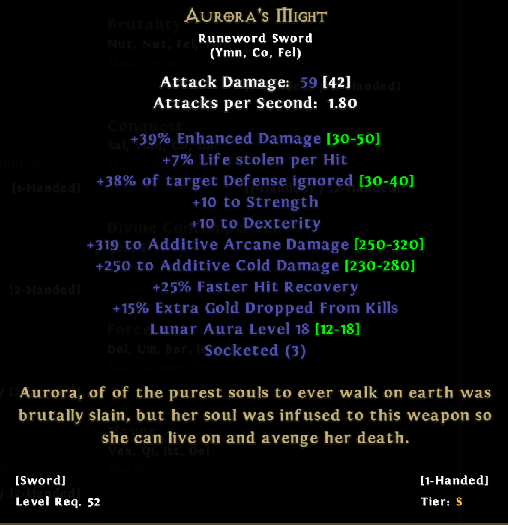 Aurora's Might
Runeword Sword
(Ymn, Co, Fel)
Attack Damage: 59 [42]
Attacks per Second: 1.80
+39% Enhanced Damage [30-50]
+7% Life stolen per Hit
+38% of target Defense ignored [30-40]
+10 to Strength
+10 to Dexterity
+319 to Additive Arcane Damage [250-320]
+250 to Additive Cold Damage [230-280]
+25% Faster Hit Recovery
+15% Extra Gold Dropped From Kills
Lunar Aura Level 18 [12-18]
Socketed (3)
Aurora, of of the purest souls to ever walk on earth was
brutally slain, but her soul was infused to this weapon so
she can live on and avenge her death.
[Sword] [1-Handed]
Level Req. 52 Tier: S